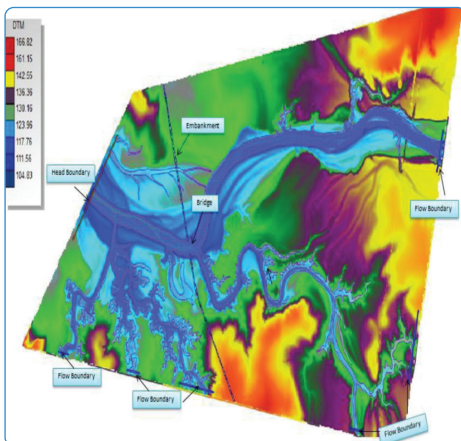 DTM
166.82
161.15
142.55
136.36
130.16
123.96
117.76
111.56
104.83
Embankment
Head Boundary
Bridge
Flow Boundary
Flow Boundary
Flow Boundary
Flow Boundary